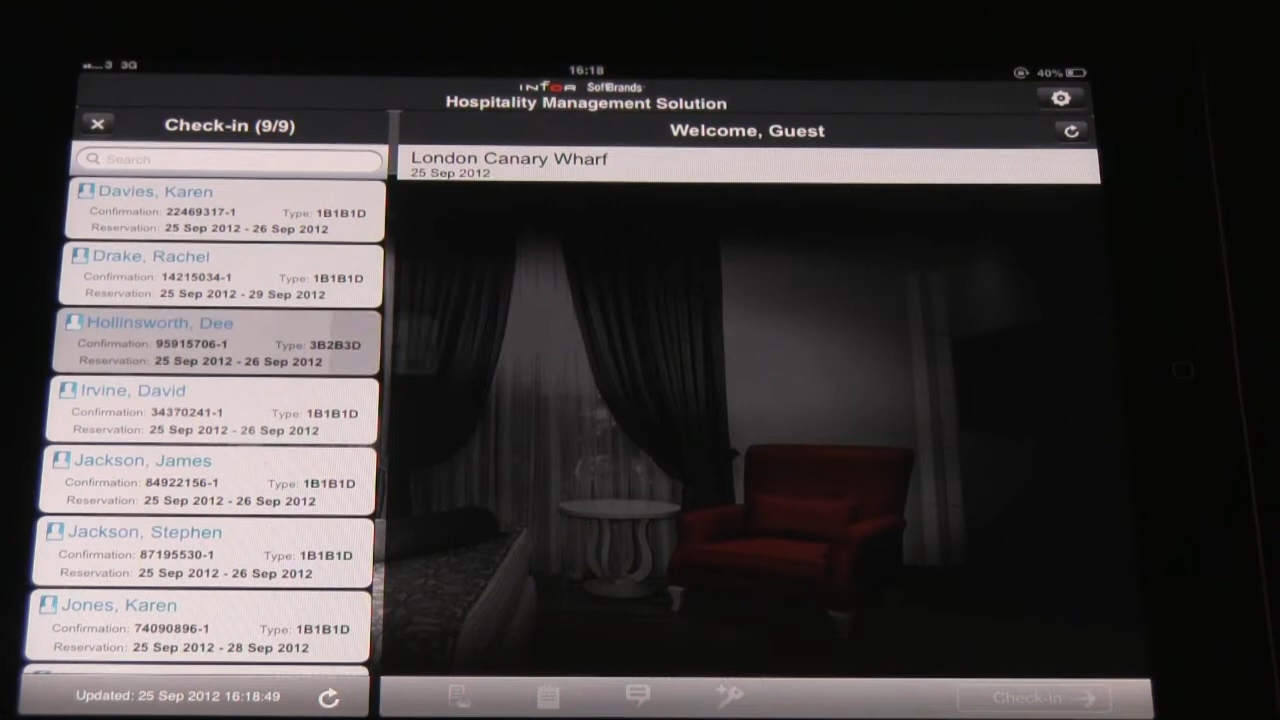 3 3G
16:18
40%
infor SoftBrands
Hospitality Management Solution
Check-in (9/9)
Welcome, Guest
Search
London Canary Wharf
25 Sep 2012
Davies, Karen
Confirmation: 22469317-1 Type: 1B1B1D
Reservation: 25 Sep 2012 - 26 Sep 2012
Drake, Rachel
Confirmation: 14215034-1 Type: 1B1B1D
Reservation: 25 Sep 2012 - 29 Sep 2012
Hollinsworth, Dee
Confirmation: 95915706-1 Type: 3B2B3D
Reservation: 25 Sep 2012 - 26 Sep 2012
Irvine, David
Confirmation: 34370241-1 Type: 1B1B1D
Reservation: 25 Sep 2012 - 26 Sep 2012
Jackson, James
Confirmation: 84922156-1 Type: 1B1B1D
Reservation: 25 Sep 2012 - 26 Sep 2012
Jackson, Stephen
Confirmation: 87195530-1 Type: 1B1B1D
Reservation: 25 Sep 2012 - 26 Sep 2012
Jones, Karen
Confirmation: 74090896-1 Type: 1B1B1D
Reservation: 25 Sep 2012 - 28 Sep 2012
Updated: 25 Sep 2012 16:18:49
Check-in